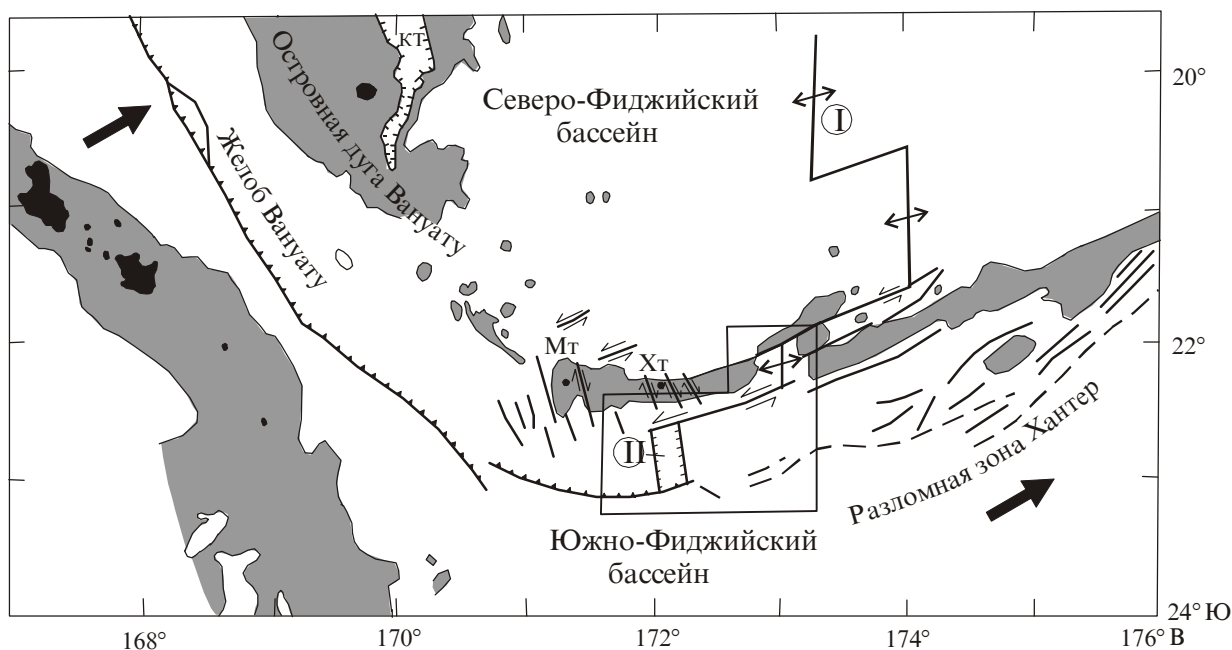 КТ
Островная дуга Вануату
Северо-Фиджийский
бассейн
I
20°
Желоб Вануату
Мт
Хт
22°
II
Разломная зона Хантер
Южно-Фиджийский
бассейн
24° Ю
168°
170°
172°
174°
176° В